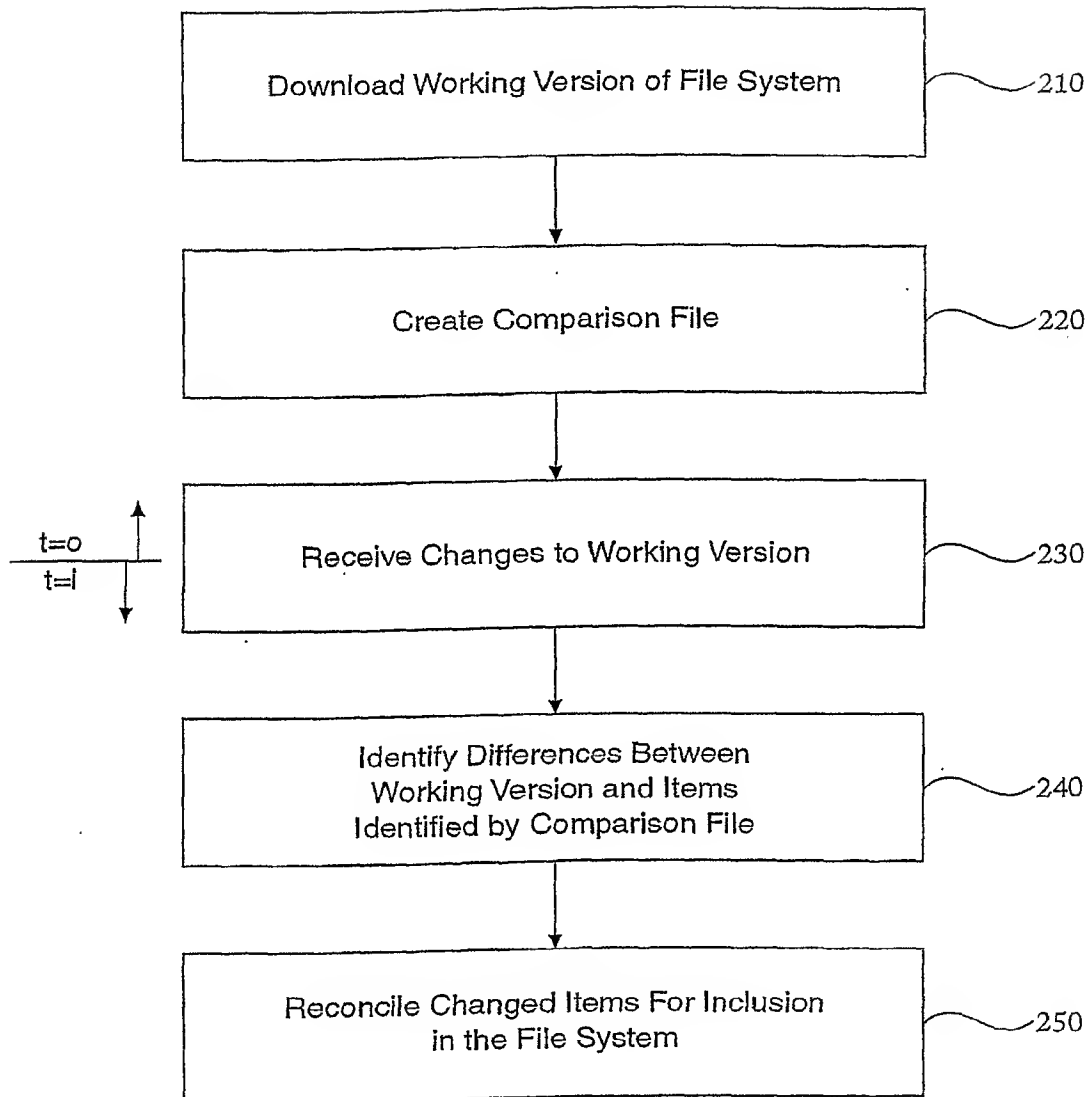 Download Working Version of File System
210
Create Comparison File
220
t=o
t=i
Receive Changes to Working Version
230
Identify Differences Between
Working Version and Items
Identified by Comparison File
240
Reconcile Changed Items For Inclusion
in the File System
250